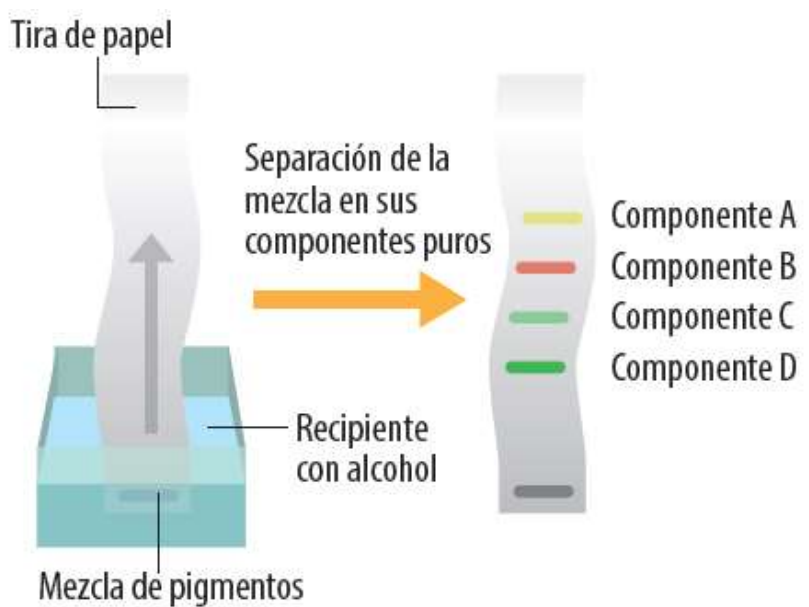 Tira de papel
Separación de la
mezcla en sus
componentes puros
Componente A
Componente B
Componente C
Componente D
Recipiente
con alcohol
Mezcla de pigmentos